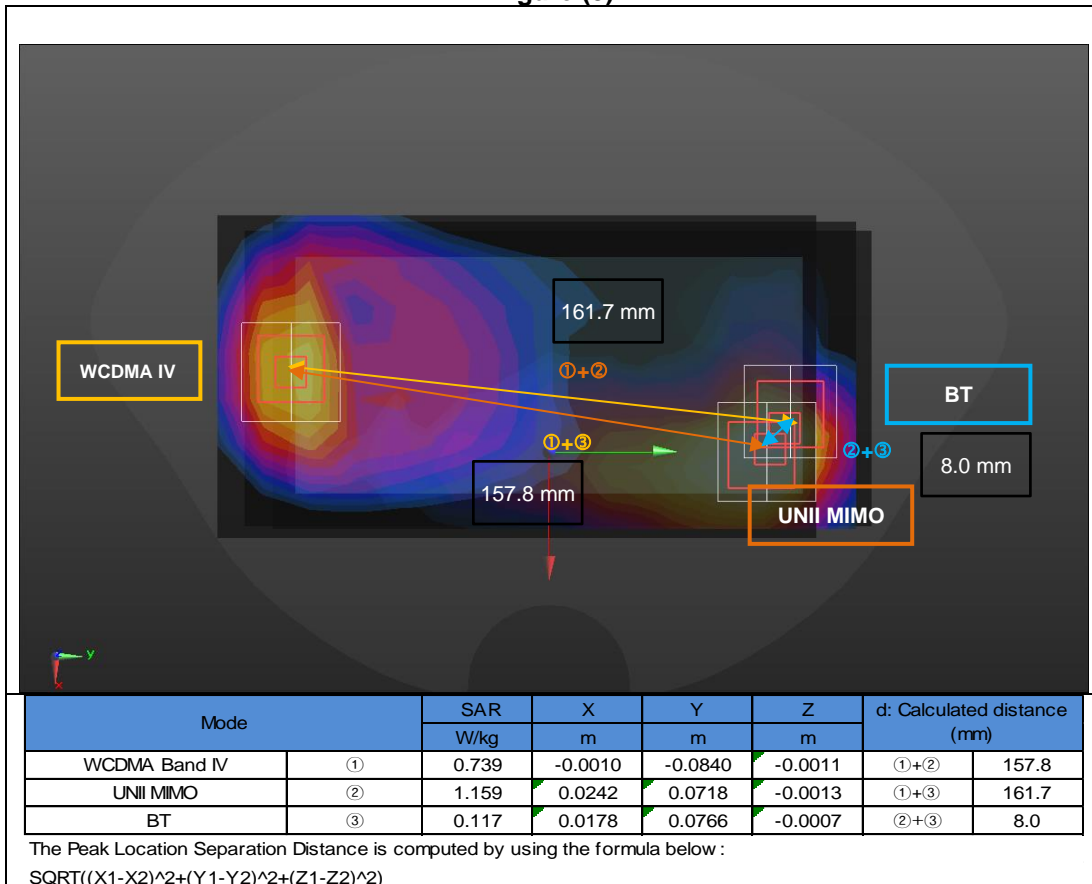 161.7 mm
WCDMA IV
①+②
BT
①+③
②+③
8.0 mm
157.8 mm
UNII MIMO
y
x
Mode SAR X Y Z d: Calculated distance (mm)
W/kg m m m
WCDMA Band IV ① 0.739 -0.0010 -0.0840 -0.0011 ①+② 157.8
UNII MIMO ② 1.159 0.0242 0.0718 -0.0013 ①+③ 161.7
BT ③ 0.117 0.0178 0.0766 -0.0007 ②+③ 8.0
The Peak Location Separation Distance is computed by using the formula below :
SQRT((X1-X2)^2+(Y1-Y2)^2+(Z1-Z2)^2)